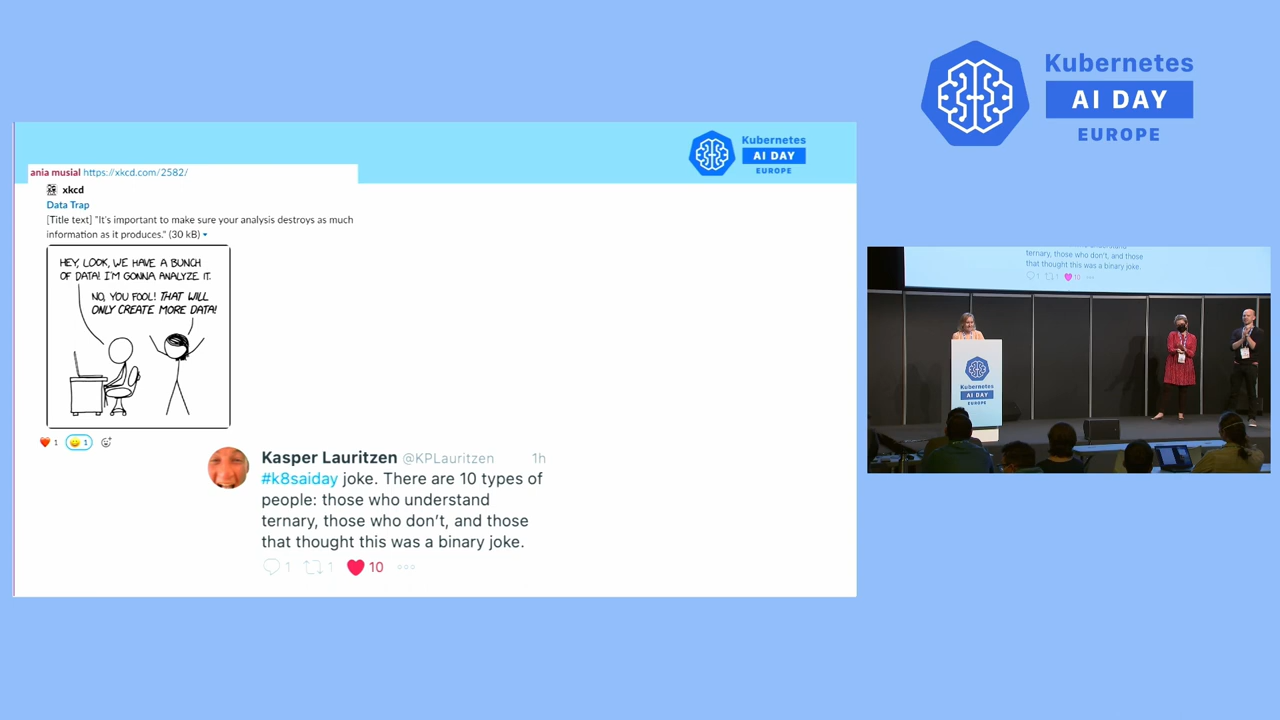 Kubernetes
AI DAY
EUROPE
Kubernetes
AI DAY
EUROPE
ania musial https://xkcd.com/2582/
xkcd
Data Trap
[Title text] "It's important to make sure your analysis destroys as much
information as it produces." (30 kB)
HEY, LOOK, WE HAVE A BUNCH
OF DATA! I'M GONNA ANALYZE IT.
NO, YOU FOOL! THAT WILL
ONLY CREATE MORE DATA!
1
1
Kasper Lauritzen @KPLauritzen 1h
#k8saiday joke. There are 10 types of
people: those who understand
ternary, those who don't, and those
that thought this was a binary joke.
1 1 10
ternary, those who don't, and those
that thought this was a binary joke.
1 1 10
Kubernetes
AI DAY
EUROPE